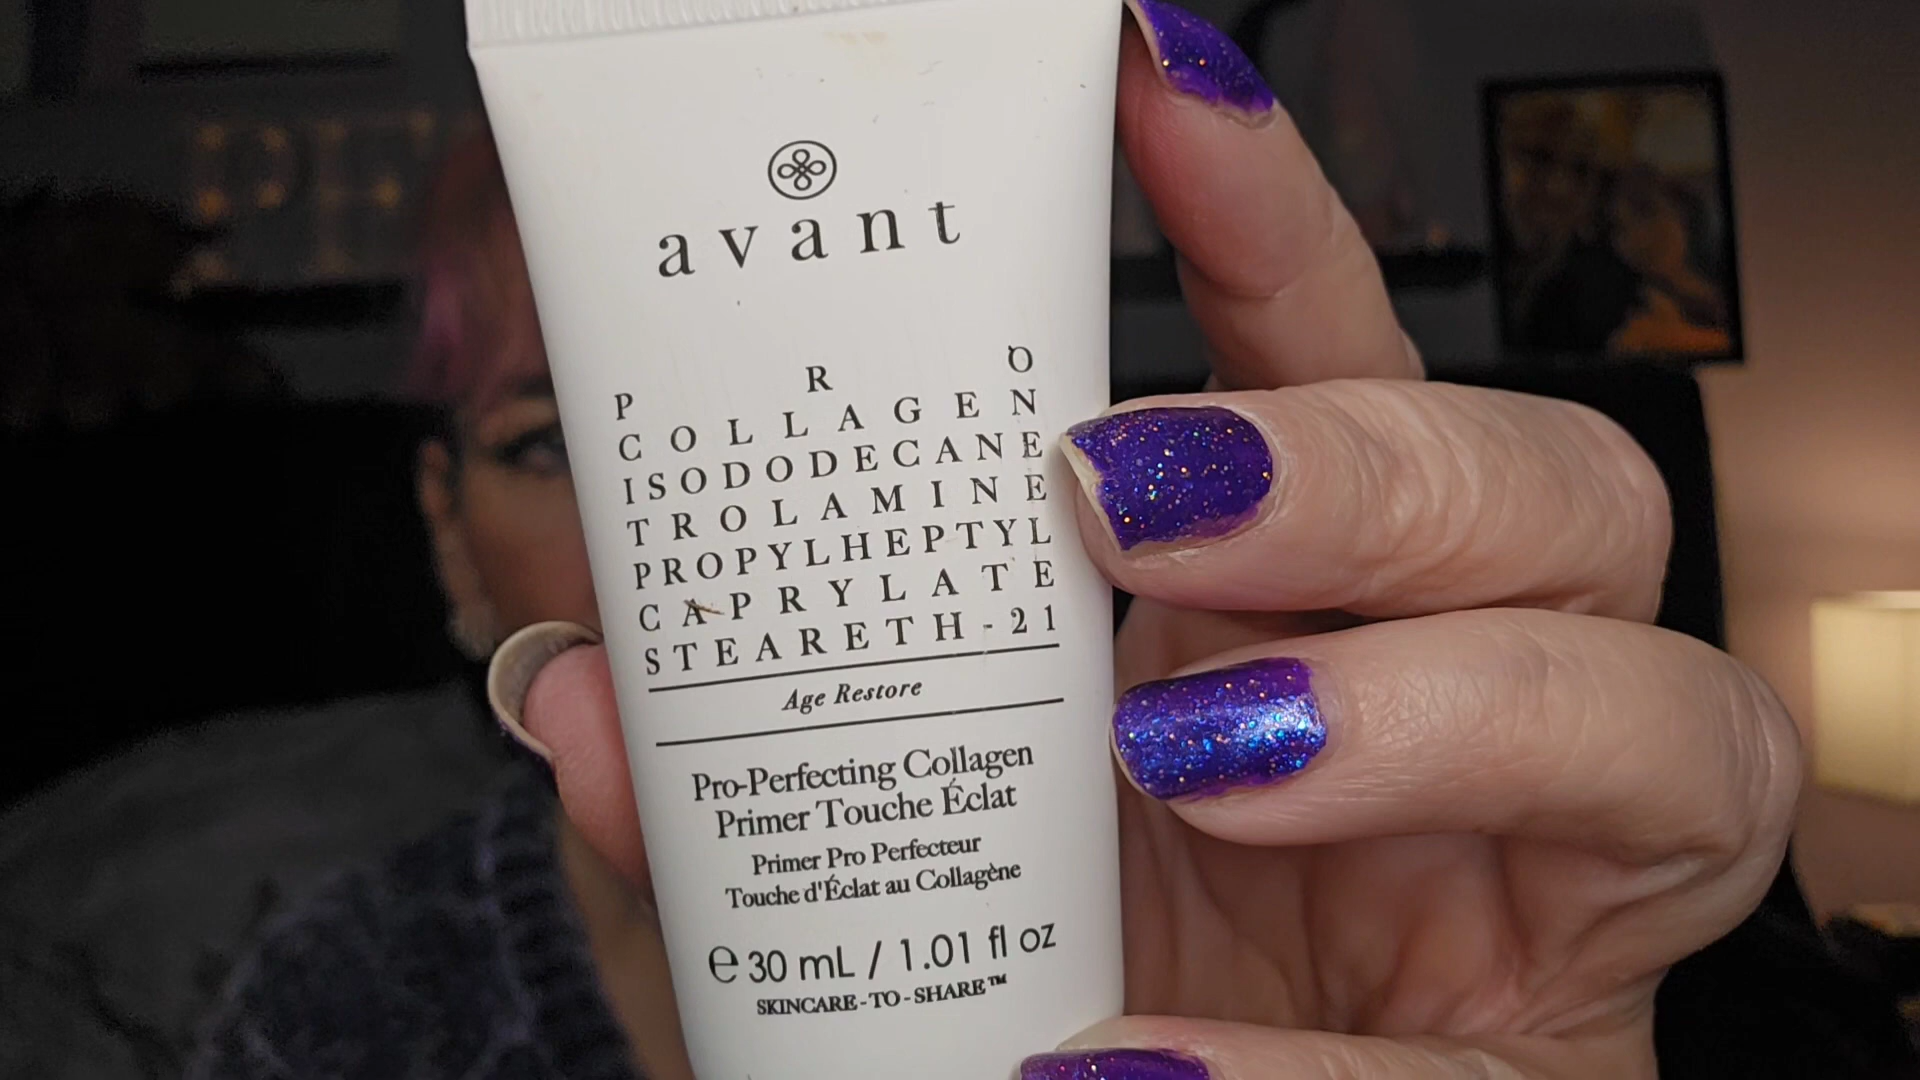 avant
PRO
COLLAGEN
ISODODECANE
TROLAMINE
PROPYLHEPTYL
CAPRYLATE
STEARETH-21
Age Restore
Pro-Perfecting Collagen
Primer Touche Éclat
Primer Pro Perfecteur
Touche d'Éclat au Collagène
℮ 30 mL / 1.01 fl oz
SKINCARE-TO-SHARE™